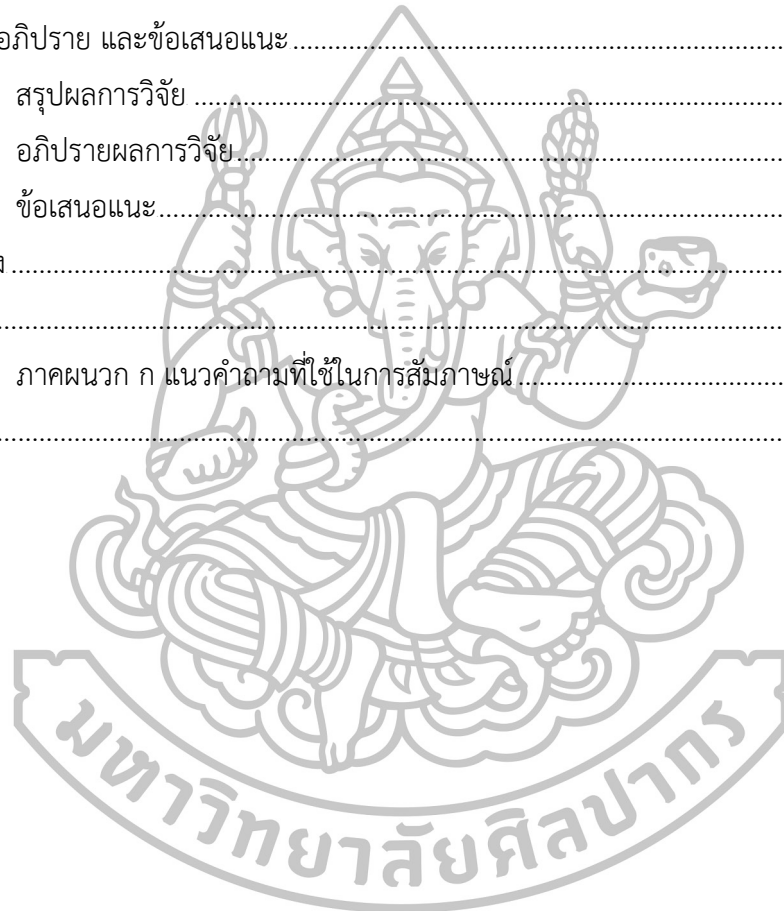 อภิปราย และข้อเสนอแนะ................................................................................
สรุปผลการวิจัย................................................................................
อภิปรายผลการวิจัย................................................................................
ข้อเสนอแนะ................................................................................
................................................................................
................................................................................
ภาคผนวก ก แนวคำถามที่ใช้ในการสัมภาษณ์................................................
................................................................................
มหาวิทยาลัยศิลปากร